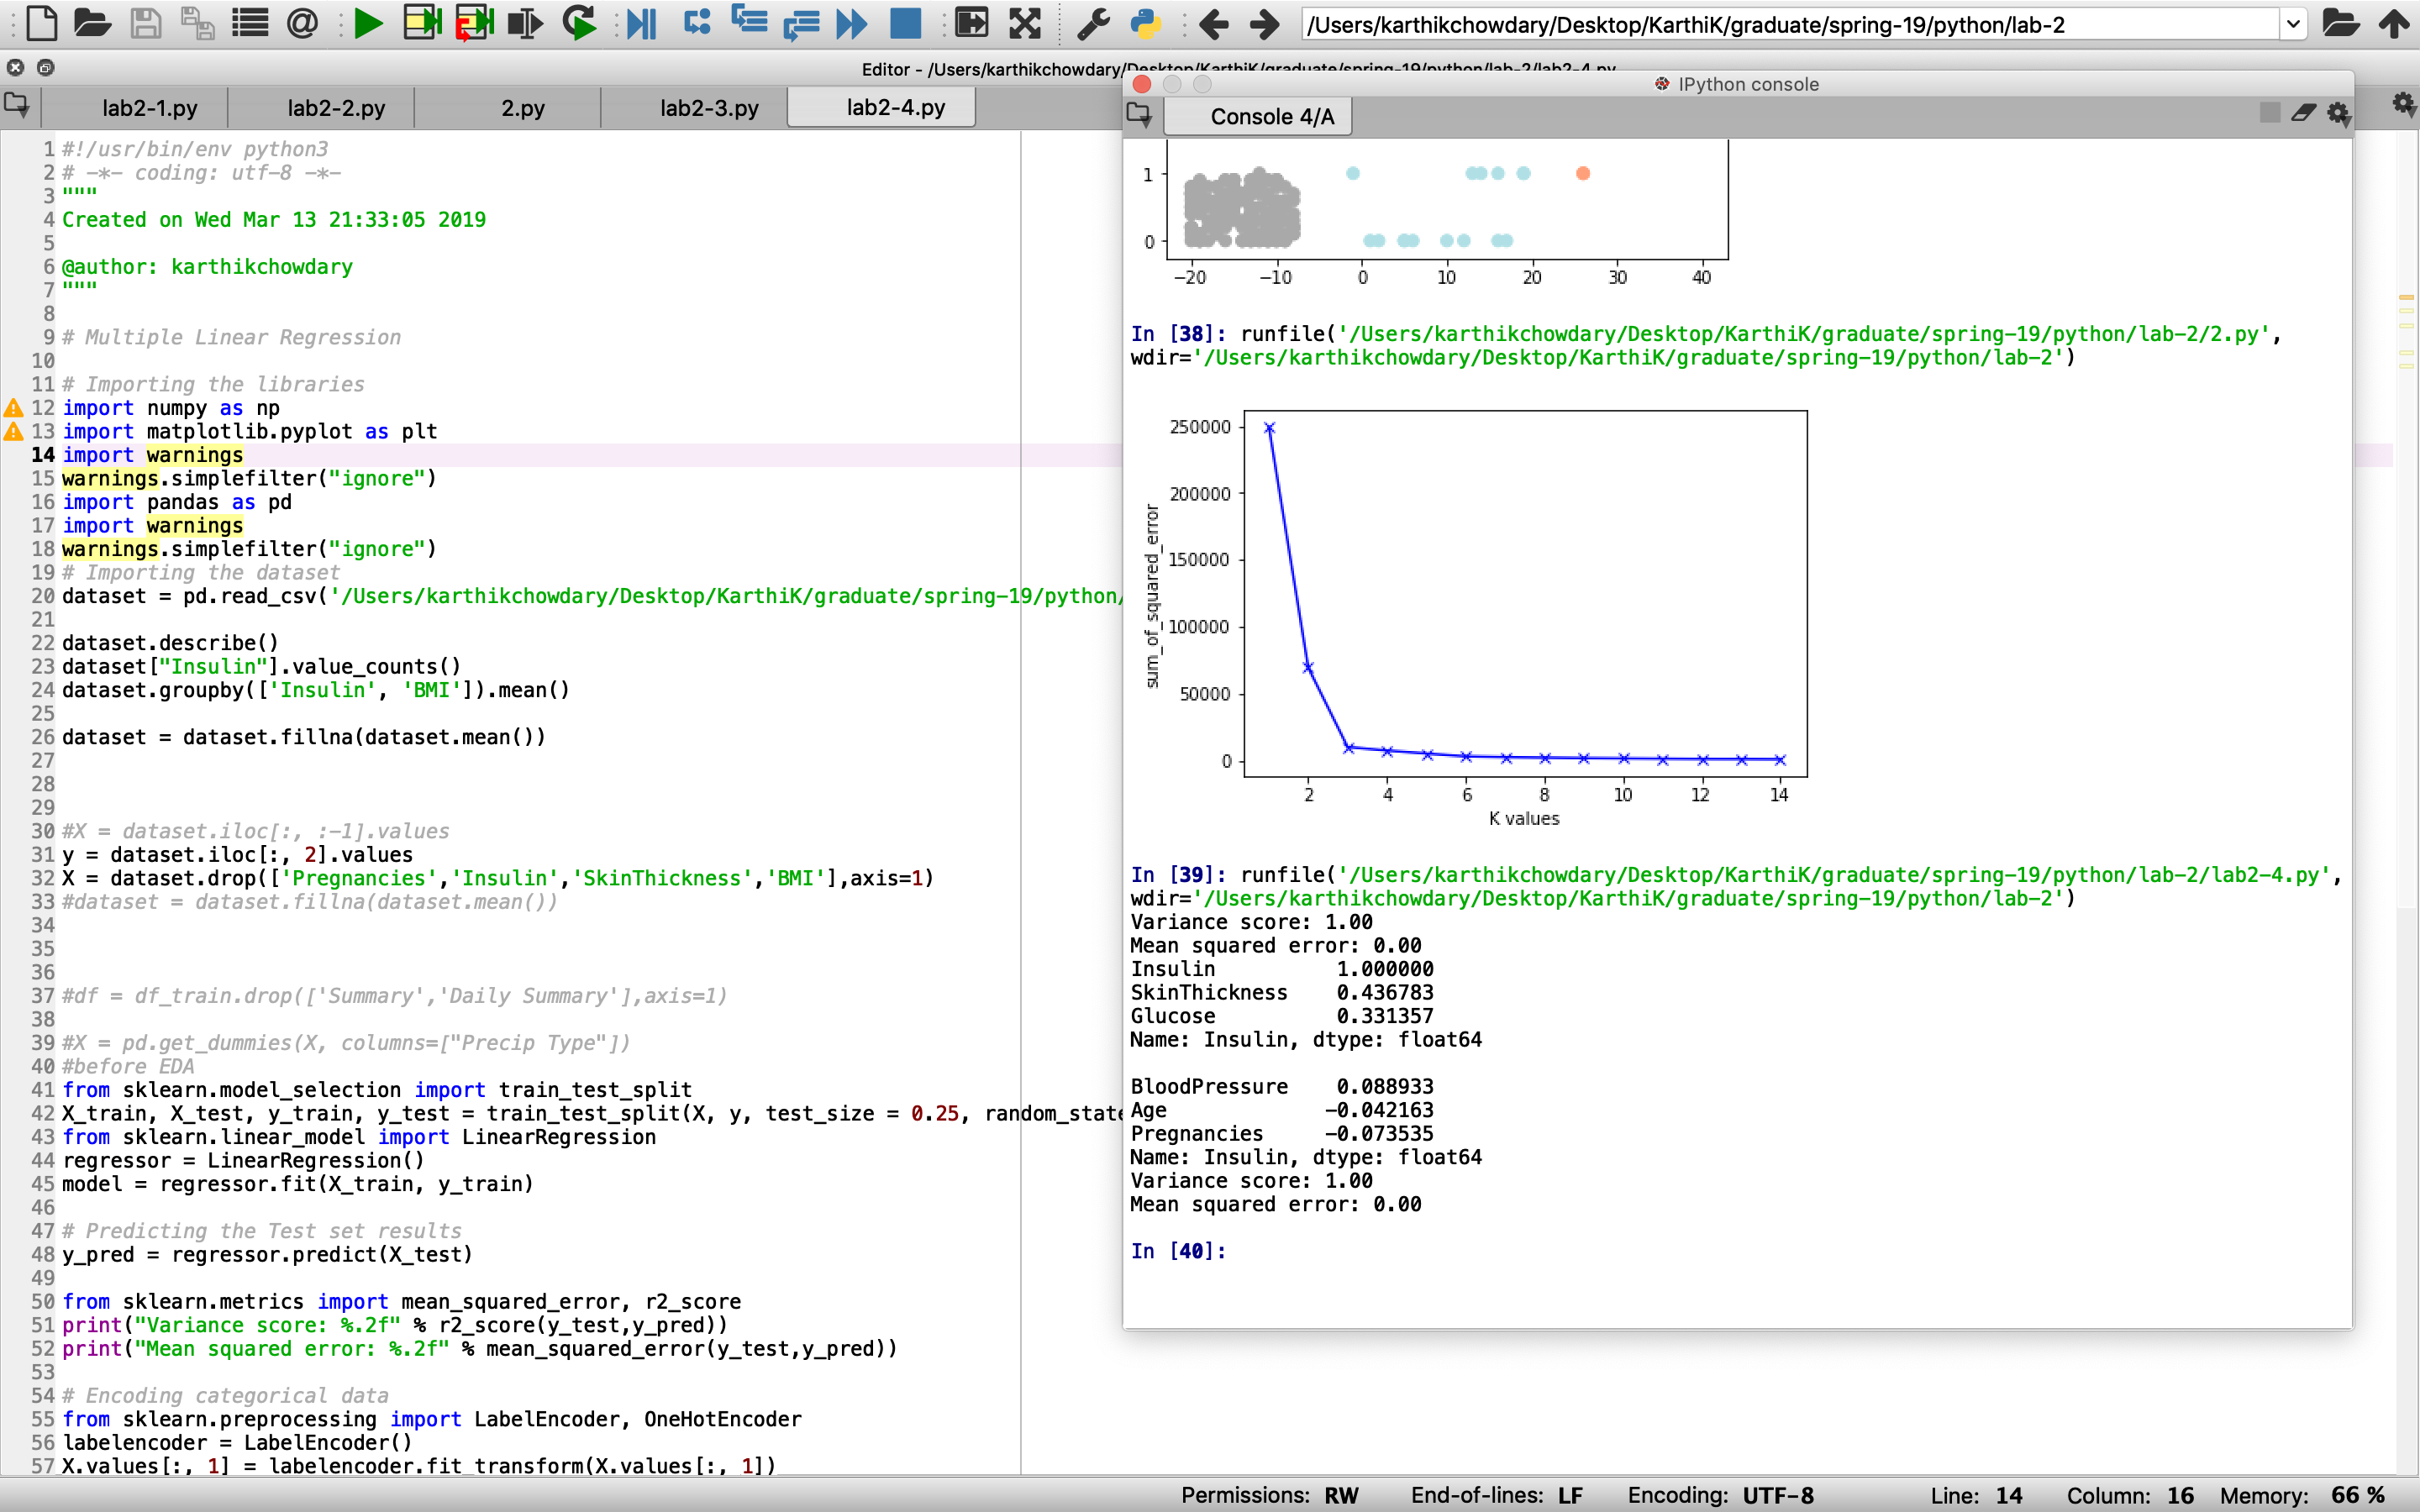 /Users/karthikchowdary/Desktop/KarthiK/graduate/spring-19/python/lab-2
Editor - /Users/karthikchowdary/Desktop/KarthiK/graduate/spring-19/python/lab-2/lab2-4.py
lab2-1.py
lab2-2.py
2.py
lab2-3.py
lab2-4.py
1 #!/usr/bin/env python3
2 # -*- coding: utf-8 -*-
3 """
4 Created on Wed Mar 13 21:33:05 2019
5
6 @author: karthikchowdary
7 """
8
9 # Multiple Linear Regression
10
11 # Importing the libraries
12 import numpy as np
13 import matplotlib.pyplot as plt
14 import warnings
15 warnings.simplefilter("ignore")
16 import pandas as pd
17 import warnings
18 warnings.simplefilter("ignore")
19 # Importing the dataset
20 dataset = pd.read_csv('/Users/karthikchowdary/Desktop/KarthiK/graduate/spring-19/python/
21
22 dataset.describe()
23 dataset["Insulin"].value_counts()
24 dataset.groupby(['Insulin', 'BMI']).mean()
25
26 dataset = dataset.fillna(dataset.mean())
27
28
29
30 #X = dataset.iloc[:, :-1].values
31 y = dataset.iloc[:, 2].values
32 X = dataset.drop(['Pregnancies','Insulin','SkinThickness','BMI'],axis=1)
33 #dataset = dataset.fillna(dataset.mean())
34
35
36
37 #df = df_train.drop(['Summary','Daily Summary'],axis=1)
38
39 #X = pd.get_dummies(X, columns=["Precip Type"])
40 #before EDA
41 from sklearn.model_selection import train_test_split
42 X_train, X_test, y_train, y_test = train_test_split(X, y, test_size = 0.25, random_state
43 from sklearn.linear_model import LinearRegression
44 regressor = LinearRegression()
45 model = regressor.fit(X_train, y_train)
46
47 # Predicting the Test set results
48 y_pred = regressor.predict(X_test)
49
50 from sklearn.metrics import mean_squared_error, r2_score
51 print("Variance score: %.2f" % r2_score(y_test,y_pred))
52 print("Mean squared error: %.2f" % mean_squared_error(y_test,y_pred))
53
54 # Encoding categorical data
55 from sklearn.preprocessing import LabelEncoder, OneHotEncoder
56 labelencoder = LabelEncoder()
57 X.values[:, 1] = labelencoder.fit_transform(X.values[:, 1])
IPython console
Console 4/A
1
0
−20 −10 0 10 20 30 40
In [38]: runfile('/Users/karthikchowdary/Desktop/KarthiK/graduate/spring-19/python/lab-2/2.py',
wdir='/Users/karthikchowdary/Desktop/KarthiK/graduate/spring-19/python/lab-2')
250000
200000
150000
100000
50000
0
sum_of_squared_error
2 4 6 8 10 12 14
K values
In [39]: runfile('/Users/karthikchowdary/Desktop/KarthiK/graduate/spring-19/python/lab-2/lab2-4.py',
wdir='/Users/karthikchowdary/Desktop/KarthiK/graduate/spring-19/python/lab-2')
Variance score: 1.00
Mean squared error: 0.00
Insulin 1.000000
SkinThickness 0.436783
Glucose 0.331357
Name: Insulin, dtype: float64
BloodPressure 0.088933
Age -0.042163
Pregnancies -0.073535
Name: Insulin, dtype: float64
Variance score: 1.00
Mean squared error: 0.00
In [40]:
Permissions: RW End-of-lines: LF Encoding: UTF-8 Line: 14 Column: 16 Memory: 66 %